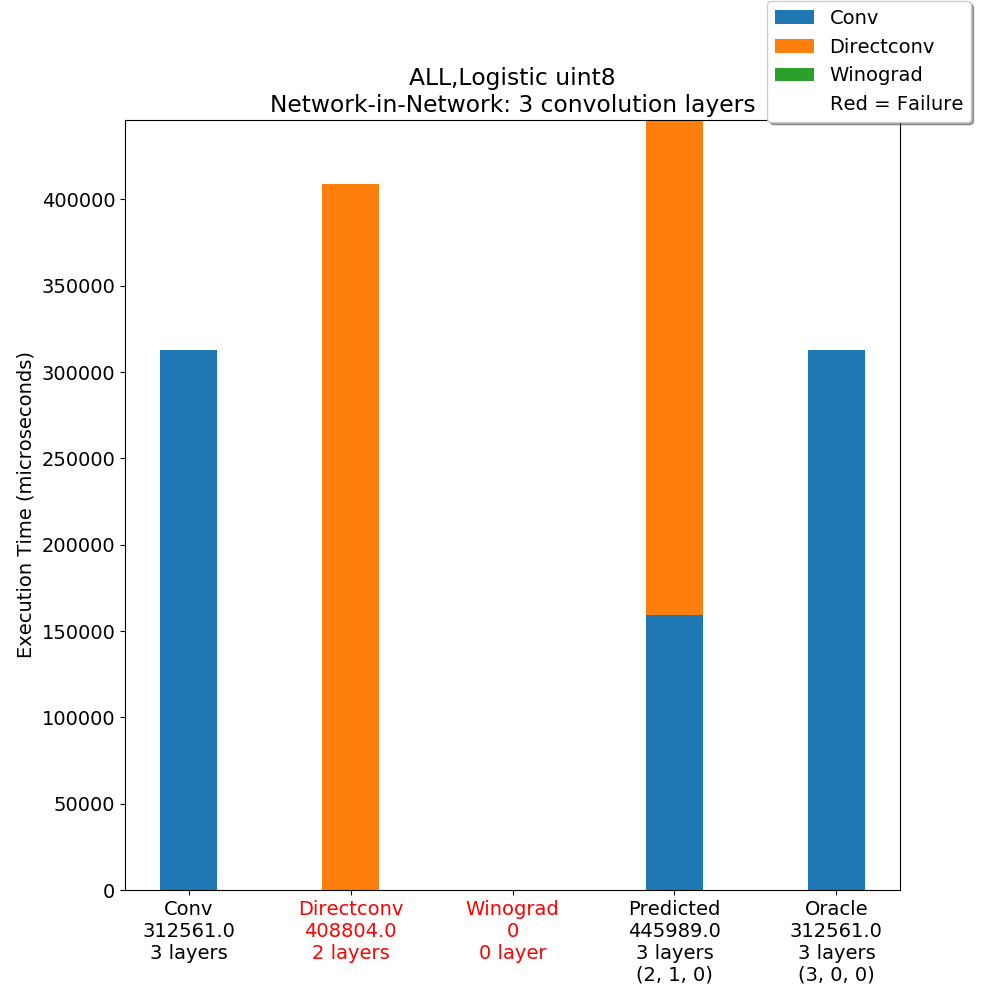 Conv
Directconv
Winograd
Red = Failure
ALL,Logistic uint8
Network-in-Network: 3 convolution layers
Execution Time (microseconds)
400000
350000
300000
250000
200000
150000
100000
50000
0
Conv
312561.0
3 layers
Directconv
408804.0
2 layers
Winograd
0
0 layer
Predicted
445989.0
3 layers
(2, 1, 0)
Oracle
312561.0
3 layers
(3, 0, 0)